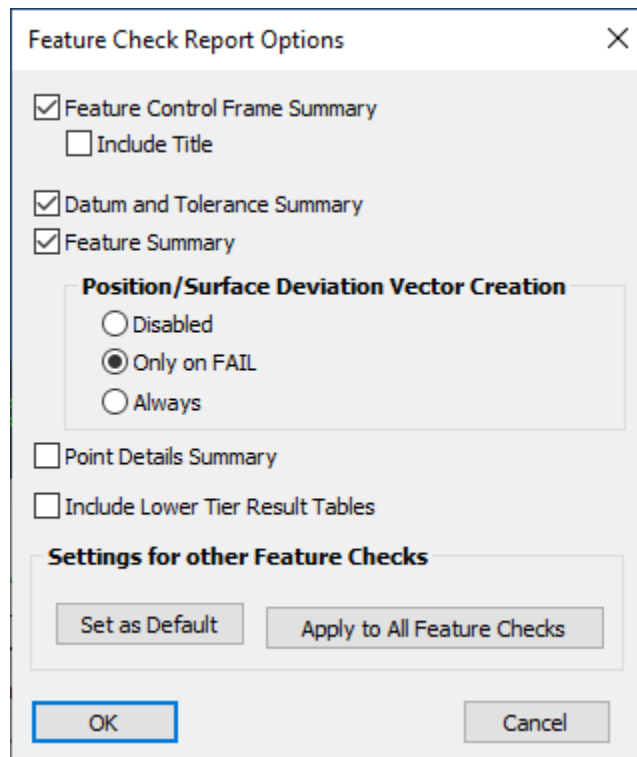 Feature Check Report Options
Feature Control Frame Summary
Include Title
Datum and Tolerance Summary
Feature Summary
Position/Surface Deviation Vector Creation
Disabled
Only on FAIL
Always
Point Details Summary
Include Lower Tier Result Tables
Settings for other Feature Checks
Set as Default
Apply to All Feature Checks
OK
Cancel